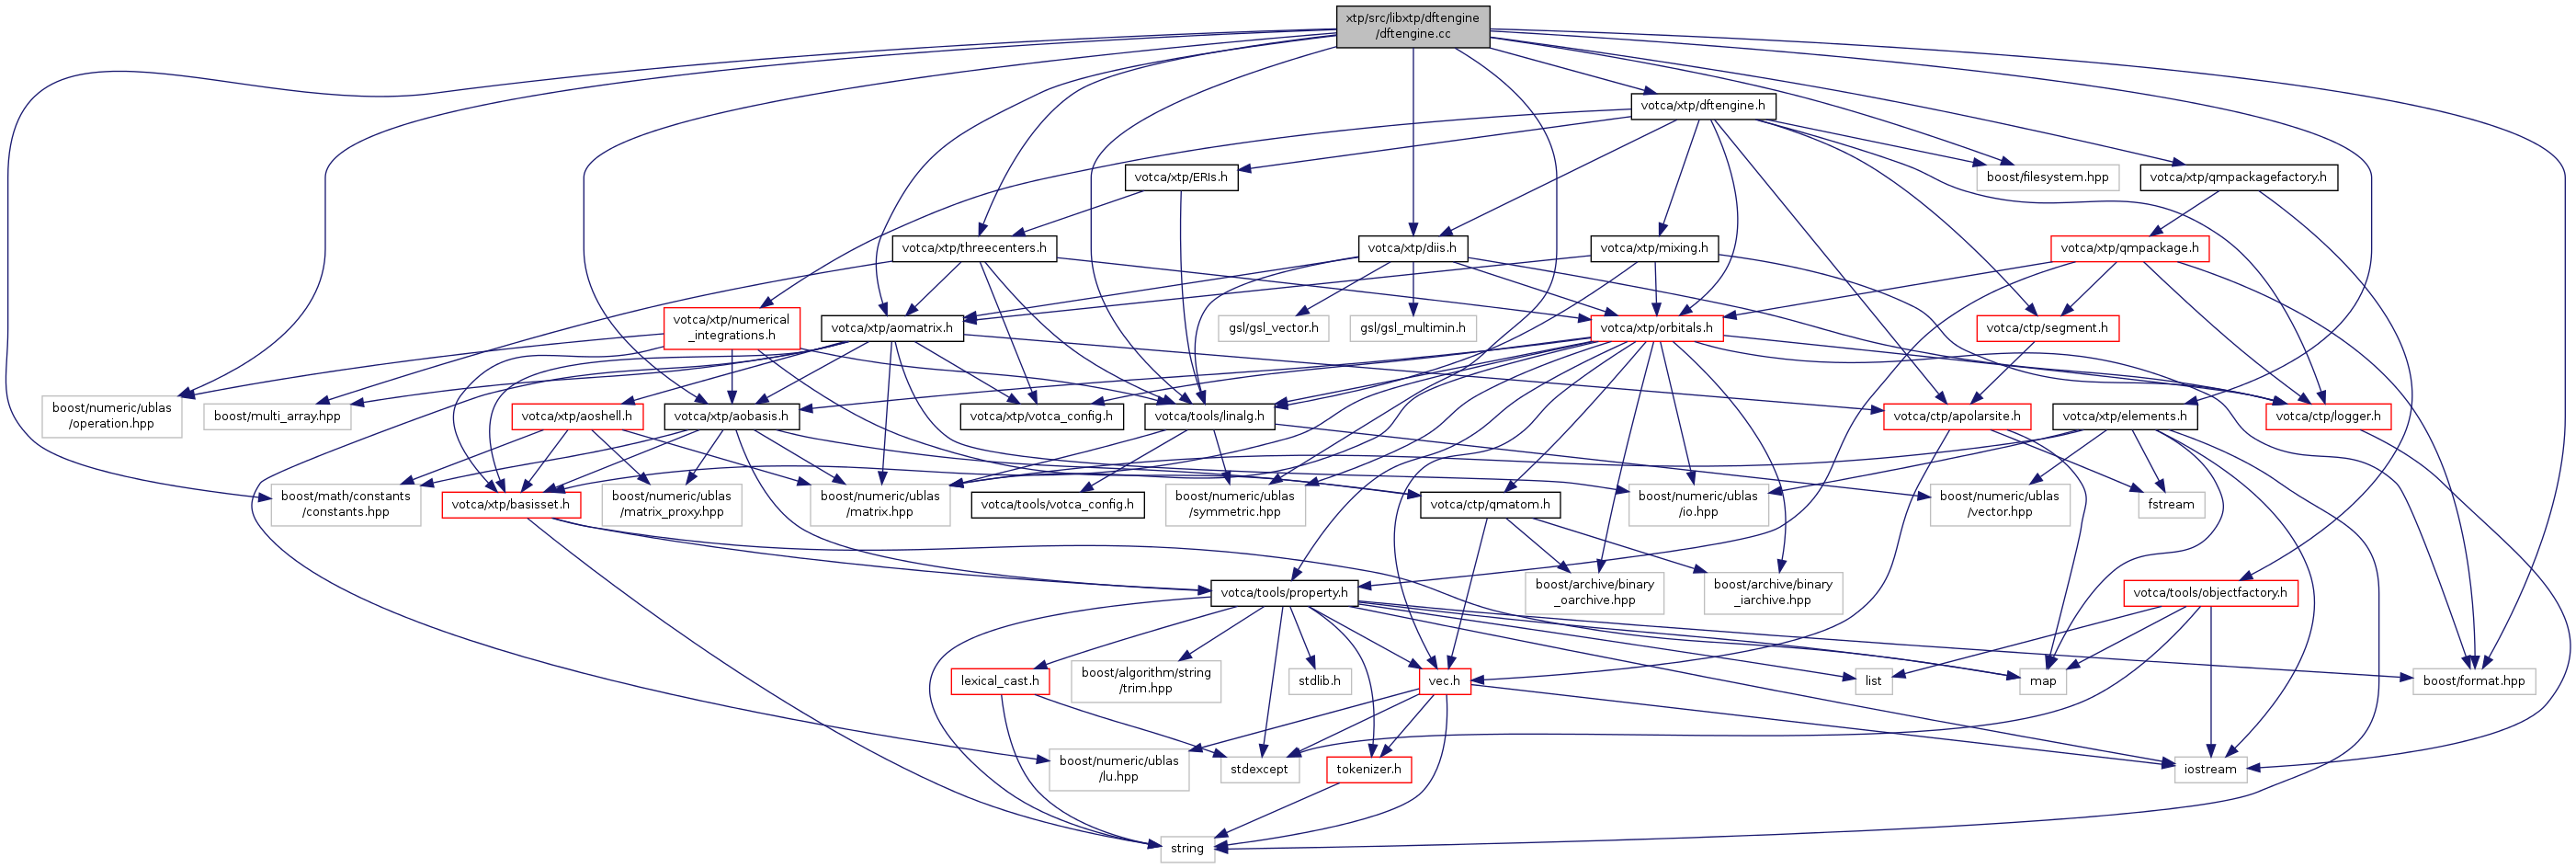 xtp/src/libxtp/dftengine
/dftengine.cc
votca/xtp/dftengine.h
votca/xtp/ERIs.h
boost/filesystem.hpp
votca/xtp/qmpackagefactory.h
votca/xtp/threecenters.h
votca/xtp/diis.h
votca/xtp/mixing.h
votca/xtp/qmpackage.h
votca/xtp/numerical
_integrations.h
votca/xtp/aomatrix.h
gsl/gsl_vector.h
gsl/gsl_multimin.h
votca/xtp/orbitals.h
votca/ctp/segment.h
boost/numeric/ublas
/operation.hpp
boost/multi_array.hpp
votca/xtp/aoshell.h
votca/xtp/aobasis.h
votca/xtp/votca_config.h
votca/tools/linalg.h
votca/ctp/apolarsite.h
votca/xtp/elements.h
votca/ctp/logger.h
boost/math/constants
/constants.hpp
votca/xtp/basisset.h
boost/numeric/ublas
/matrix_proxy.hpp
boost/numeric/ublas
/matrix.hpp
votca/tools/votca_config.h
boost/numeric/ublas
/symmetric.hpp
votca/ctp/qmatom.h
boost/numeric/ublas
/io.hpp
boost/numeric/ublas
/vector.hpp
fstream
votca/tools/property.h
boost/archive/binary
_oarchive.hpp
boost/archive/binary
_iarchive.hpp
votca/tools/objectfactory.h
lexical_cast.h
boost/algorithm/string
/trim.hpp
stdlib.h
vec.h
list
map
boost/format.hpp
boost/numeric/ublas
/lu.hpp
stdexcept
tokenizer.h
iostream
string